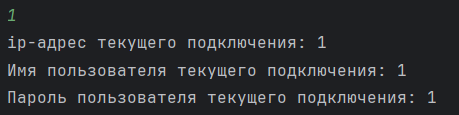 1
ip-адрес текущего подключения: 1
Имя пользователя текущего подключения: 1
Пароль пользователя текущего подключения: 1